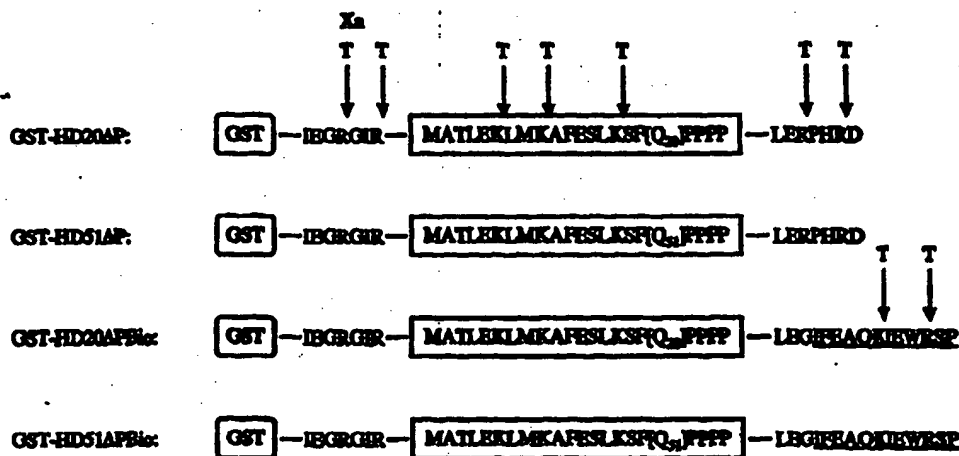 Xa
T T T T T T T
GST-HD20ΔP: GST IEGRGIR MATLEKLMKAFESLKSF[Q20]PPPP LERPHRD
GST-HD51ΔP: GST IEGRGIR MATLEKLMKAFESLKSF[Q51]PPPP LERPHRD
T T
GST-HD20ΔPBio: GST IEGRGIR MATLEKLMKAFESLKSF[Q20]PPPP LEGIFEAQKIEWRSP
GST-HD51ΔPBio: GST IEGRGIR MATLEKLMKAFESLKSF[Q51]PPPP LEGIFEAQKIEWRSP